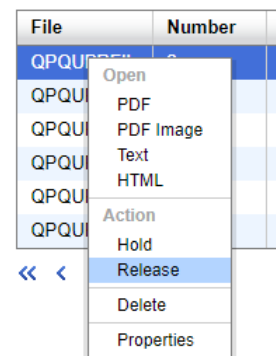 File Number
QPQUPRFIL
Open
QPQU
PDF
QPQU
PDF Image
Text
QPQU
HTML
QPQU
Action
QPQU
Hold
« ‹
Release
Delete
Properties